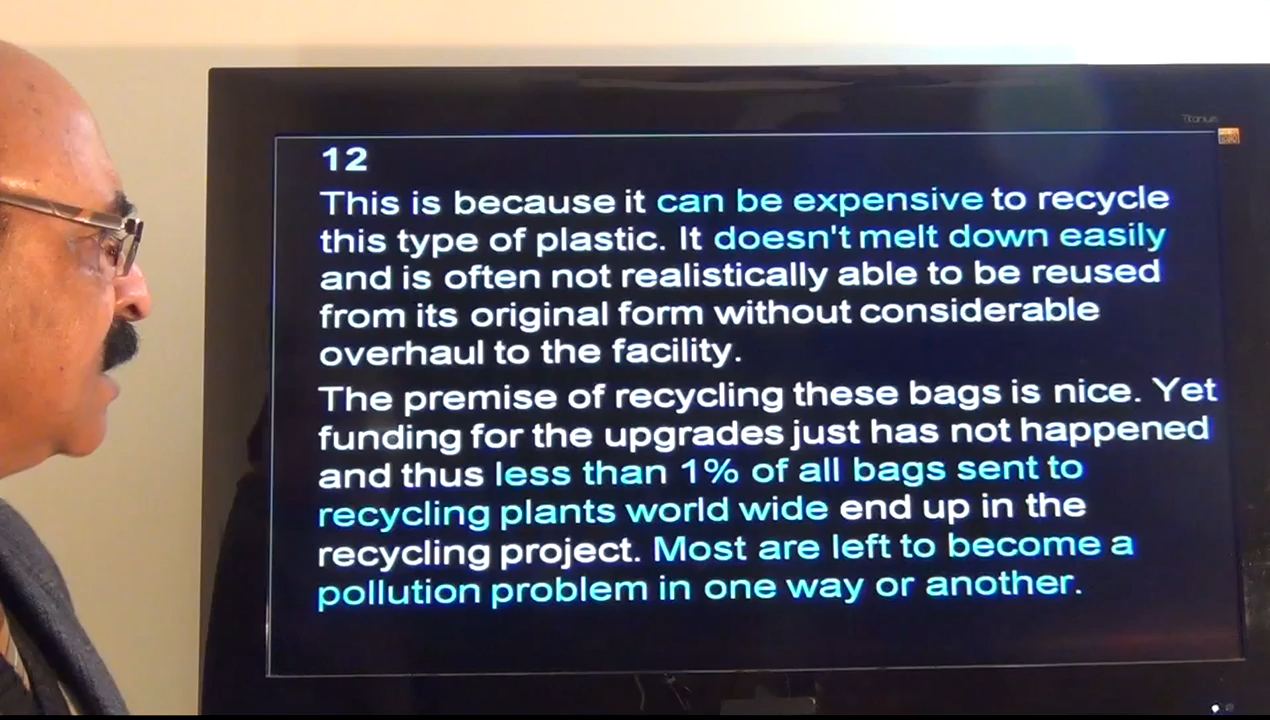 Titanius
12
This is because it can be expensive to recycle
this type of plastic. It doesn't melt down easily
and is often not realistically able to be reused
from its original form without considerable
overhaul to the facility.
The premise of recycling these bags is nice. Yet
funding for the upgrades just has not happened
and thus less than 1% of all bags sent to
recycling plants world wide end up in the
recycling project. Most are left to become a
pollution problem in one way or another.